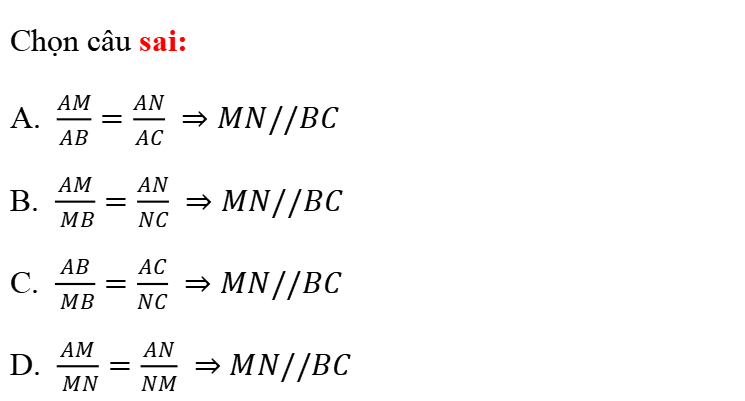 Chọn câu sai:
A. AM/AB = AN/AC ⇒ MN//BC
B. AM/MB = AN/NC ⇒ MN//BC
C. AB/MB = AC/NC ⇒ MN//BC
D. AM/MN = AN/NM ⇒ MN//BC